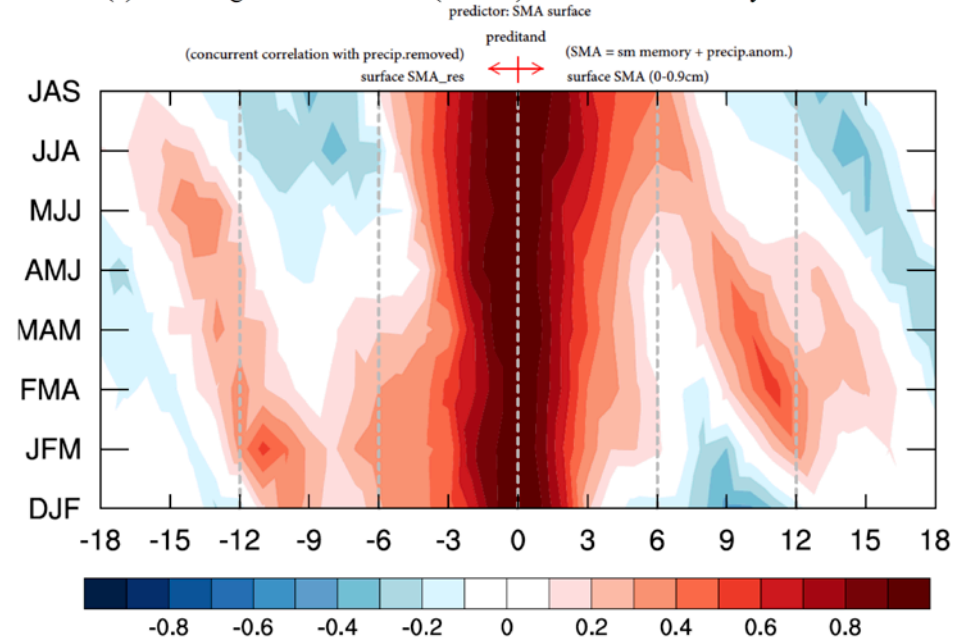 predictor: SMA surface
preditand
(concurrent correlation with precip.removed)
(SMA = sm memory + precip.anom.)
surface SMA_res
surface SMA (0-0.9cm)
JAS
JJA
MJJ
AMJ
MAM
FMA
JFM
DJF
-18 -15 -12 -9 -6 -3 0 3 6 9 12 15 18
-0.8 -0.6 -0.4 -0.2 0 0.2 0.4 0.6 0.8